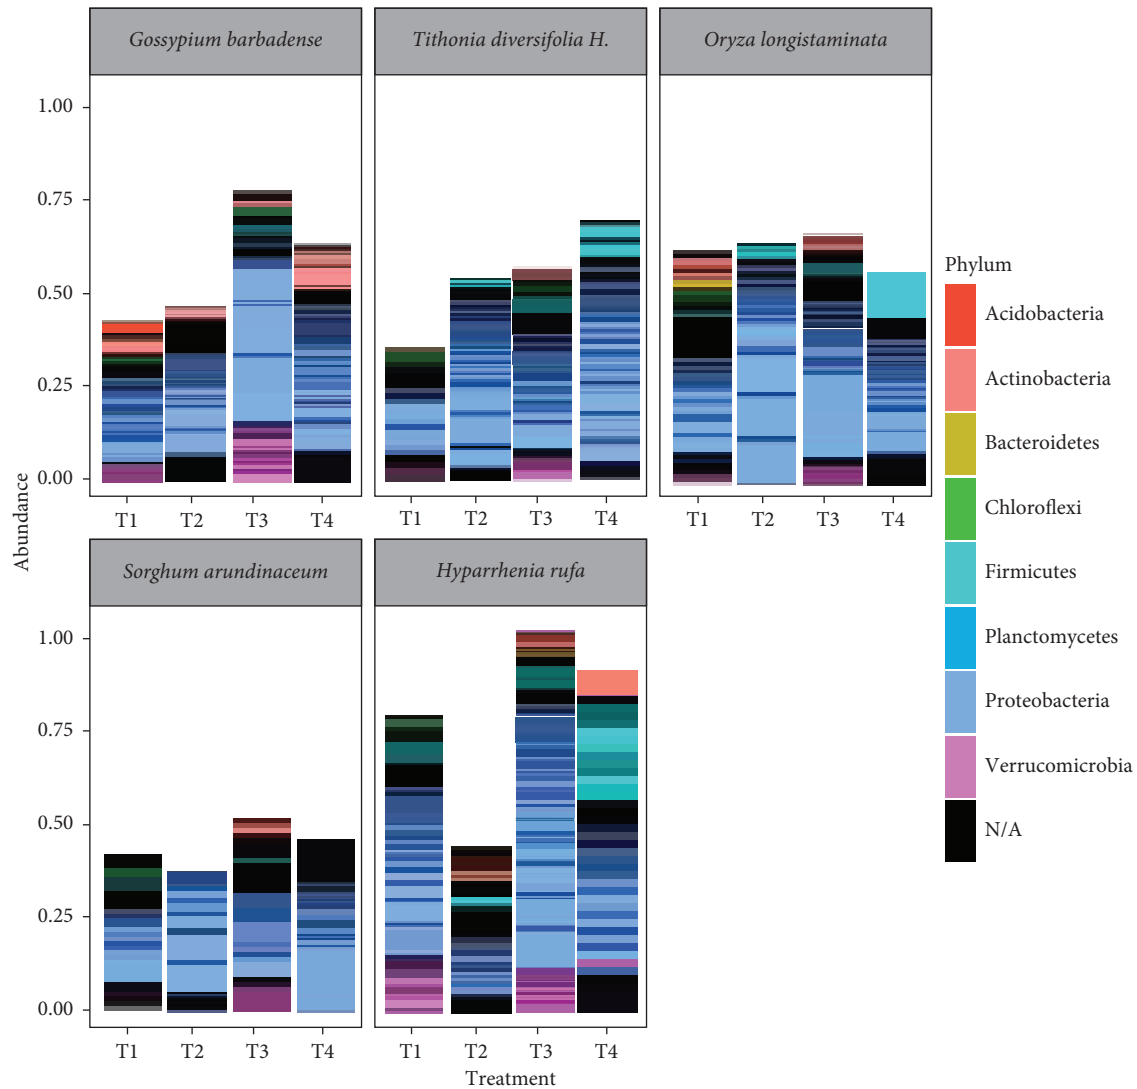 Gossypium barbadense
Tithonia diversifolia H.
Oryza longistaminata
1.00
0.75
0.50
0.25
0.00
T1 T2 T3 T4
T1 T2 T3 T4
T1 T2 T3 T4
Abundance
Sorghum arundinaceum
Hyparrhenia rufa
1.00
0.75
0.50
0.25
0.00
T1 T2 T3 T4
T1 T2 T3 T4
Treatment
Phylum
Acidobacteria
Actinobacteria
Bacteroidetes
Chloroflexi
Firmicutes
Planctomycetes
Proteobacteria
Verrucomicrobia
N/A